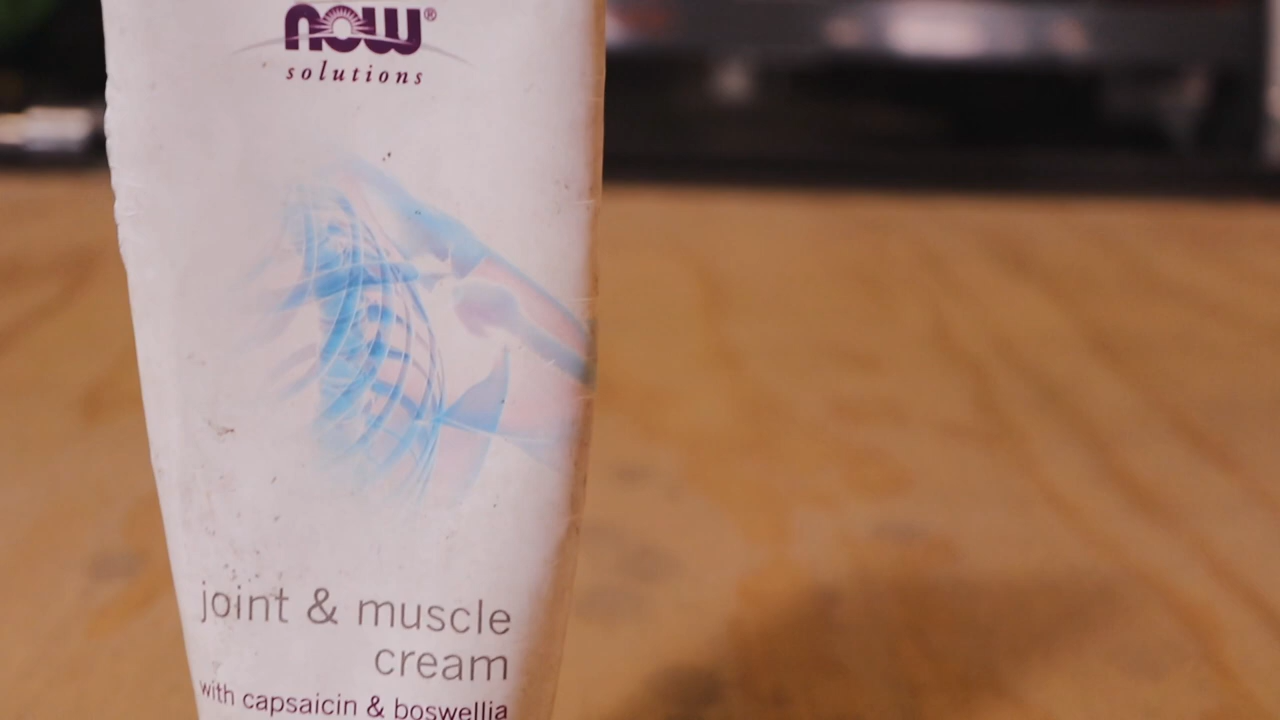 now®
solutions
joint & muscle
cream
with capsaicin & boswellia